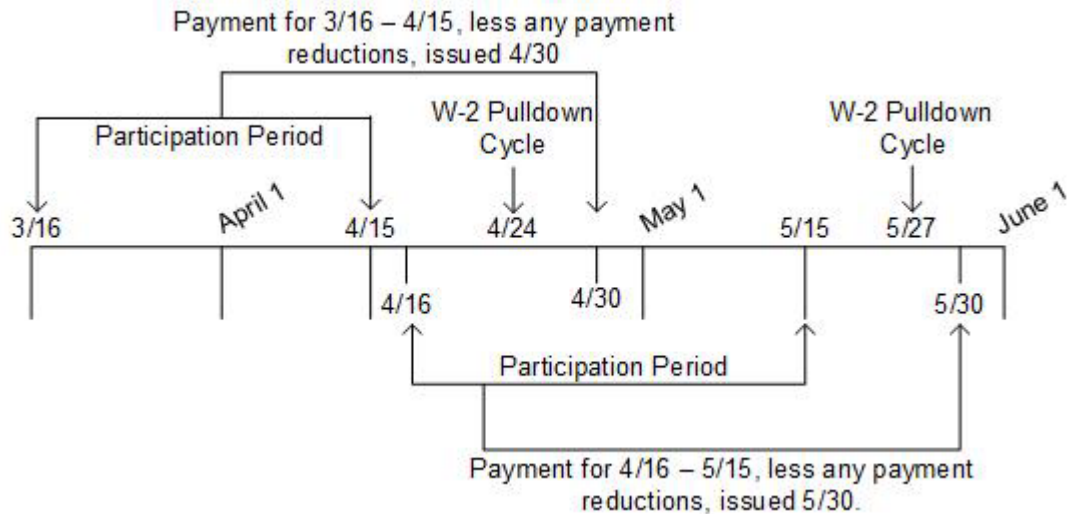 Payment for 3/16 – 4/15, less any payment
reductions, issued 4/30
W-2 Pulldown
Cycle
W-2 Pulldown
Cycle
Participation Period
3/16
April 1
4/15
4/24
May 1
5/15
5/27
June 1
4/16
4/30
5/30
Participation Period
Payment for 4/16 – 5/15, less any payment
reductions, issued 5/30.